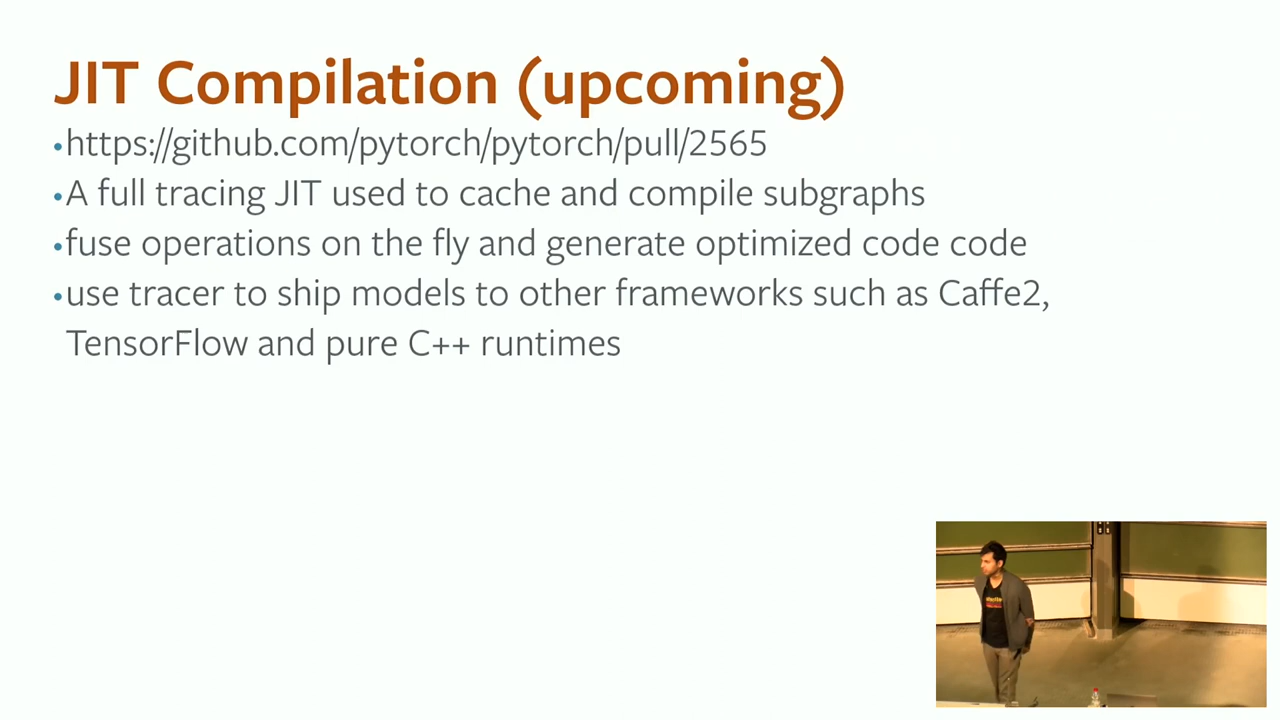 JIT Compilation (upcoming)
•https://github.com/pytorch/pytorch/pull/2565
•A full tracing JIT used to cache and compile subgraphs
•fuse operations on the fly and generate optimized code code
•use tracer to ship models to other frameworks such as Caffe2,
TensorFlow and pure C++ runtimes